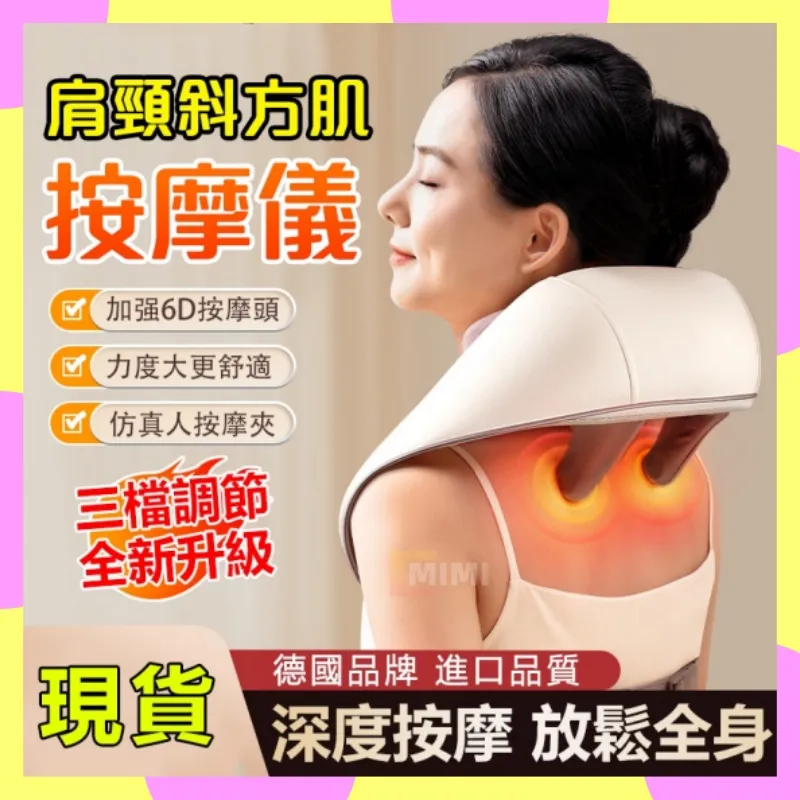 肩頸斜方肌
按摩儀
加强6D按摩頭
力度大更舒適
仿真人按摩夾
三檔調節
全新升級
MIMI
德國品牌 進口品質
現貨
深度按摩 放鬆全身